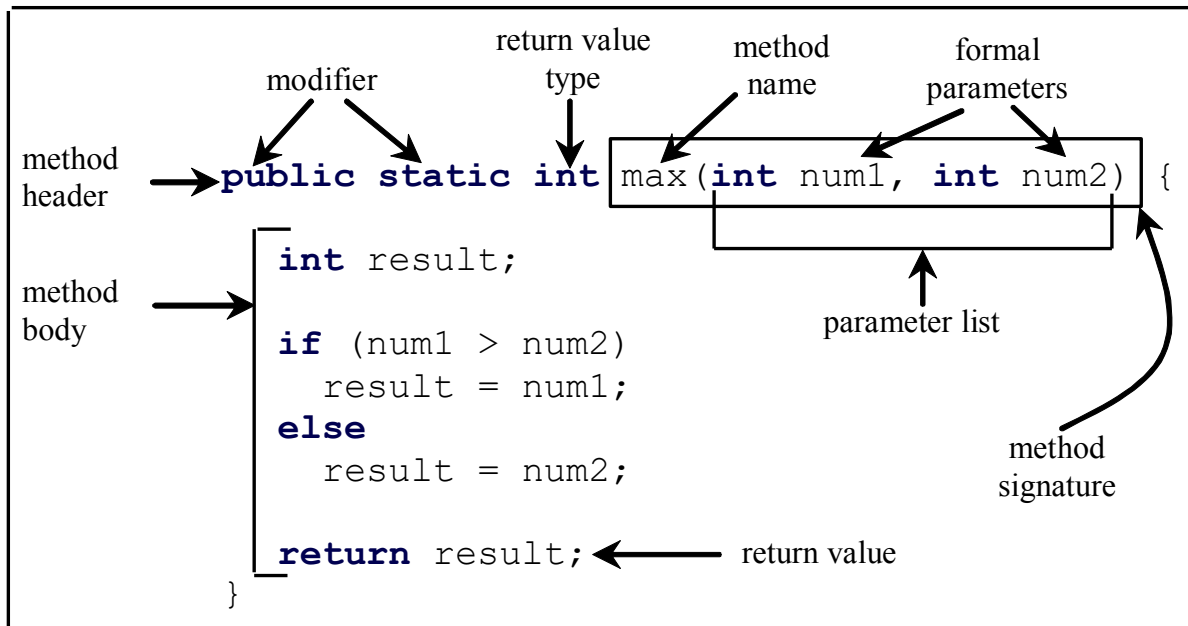 return value
type
method
name
formal
parameters
modifier
method
header
public static int max(int num1, int num2) {
int result;
method
body
parameter list
if (num1 > num2)
result = num1;
else
result = num2;
method
signature
return result;
return value
}